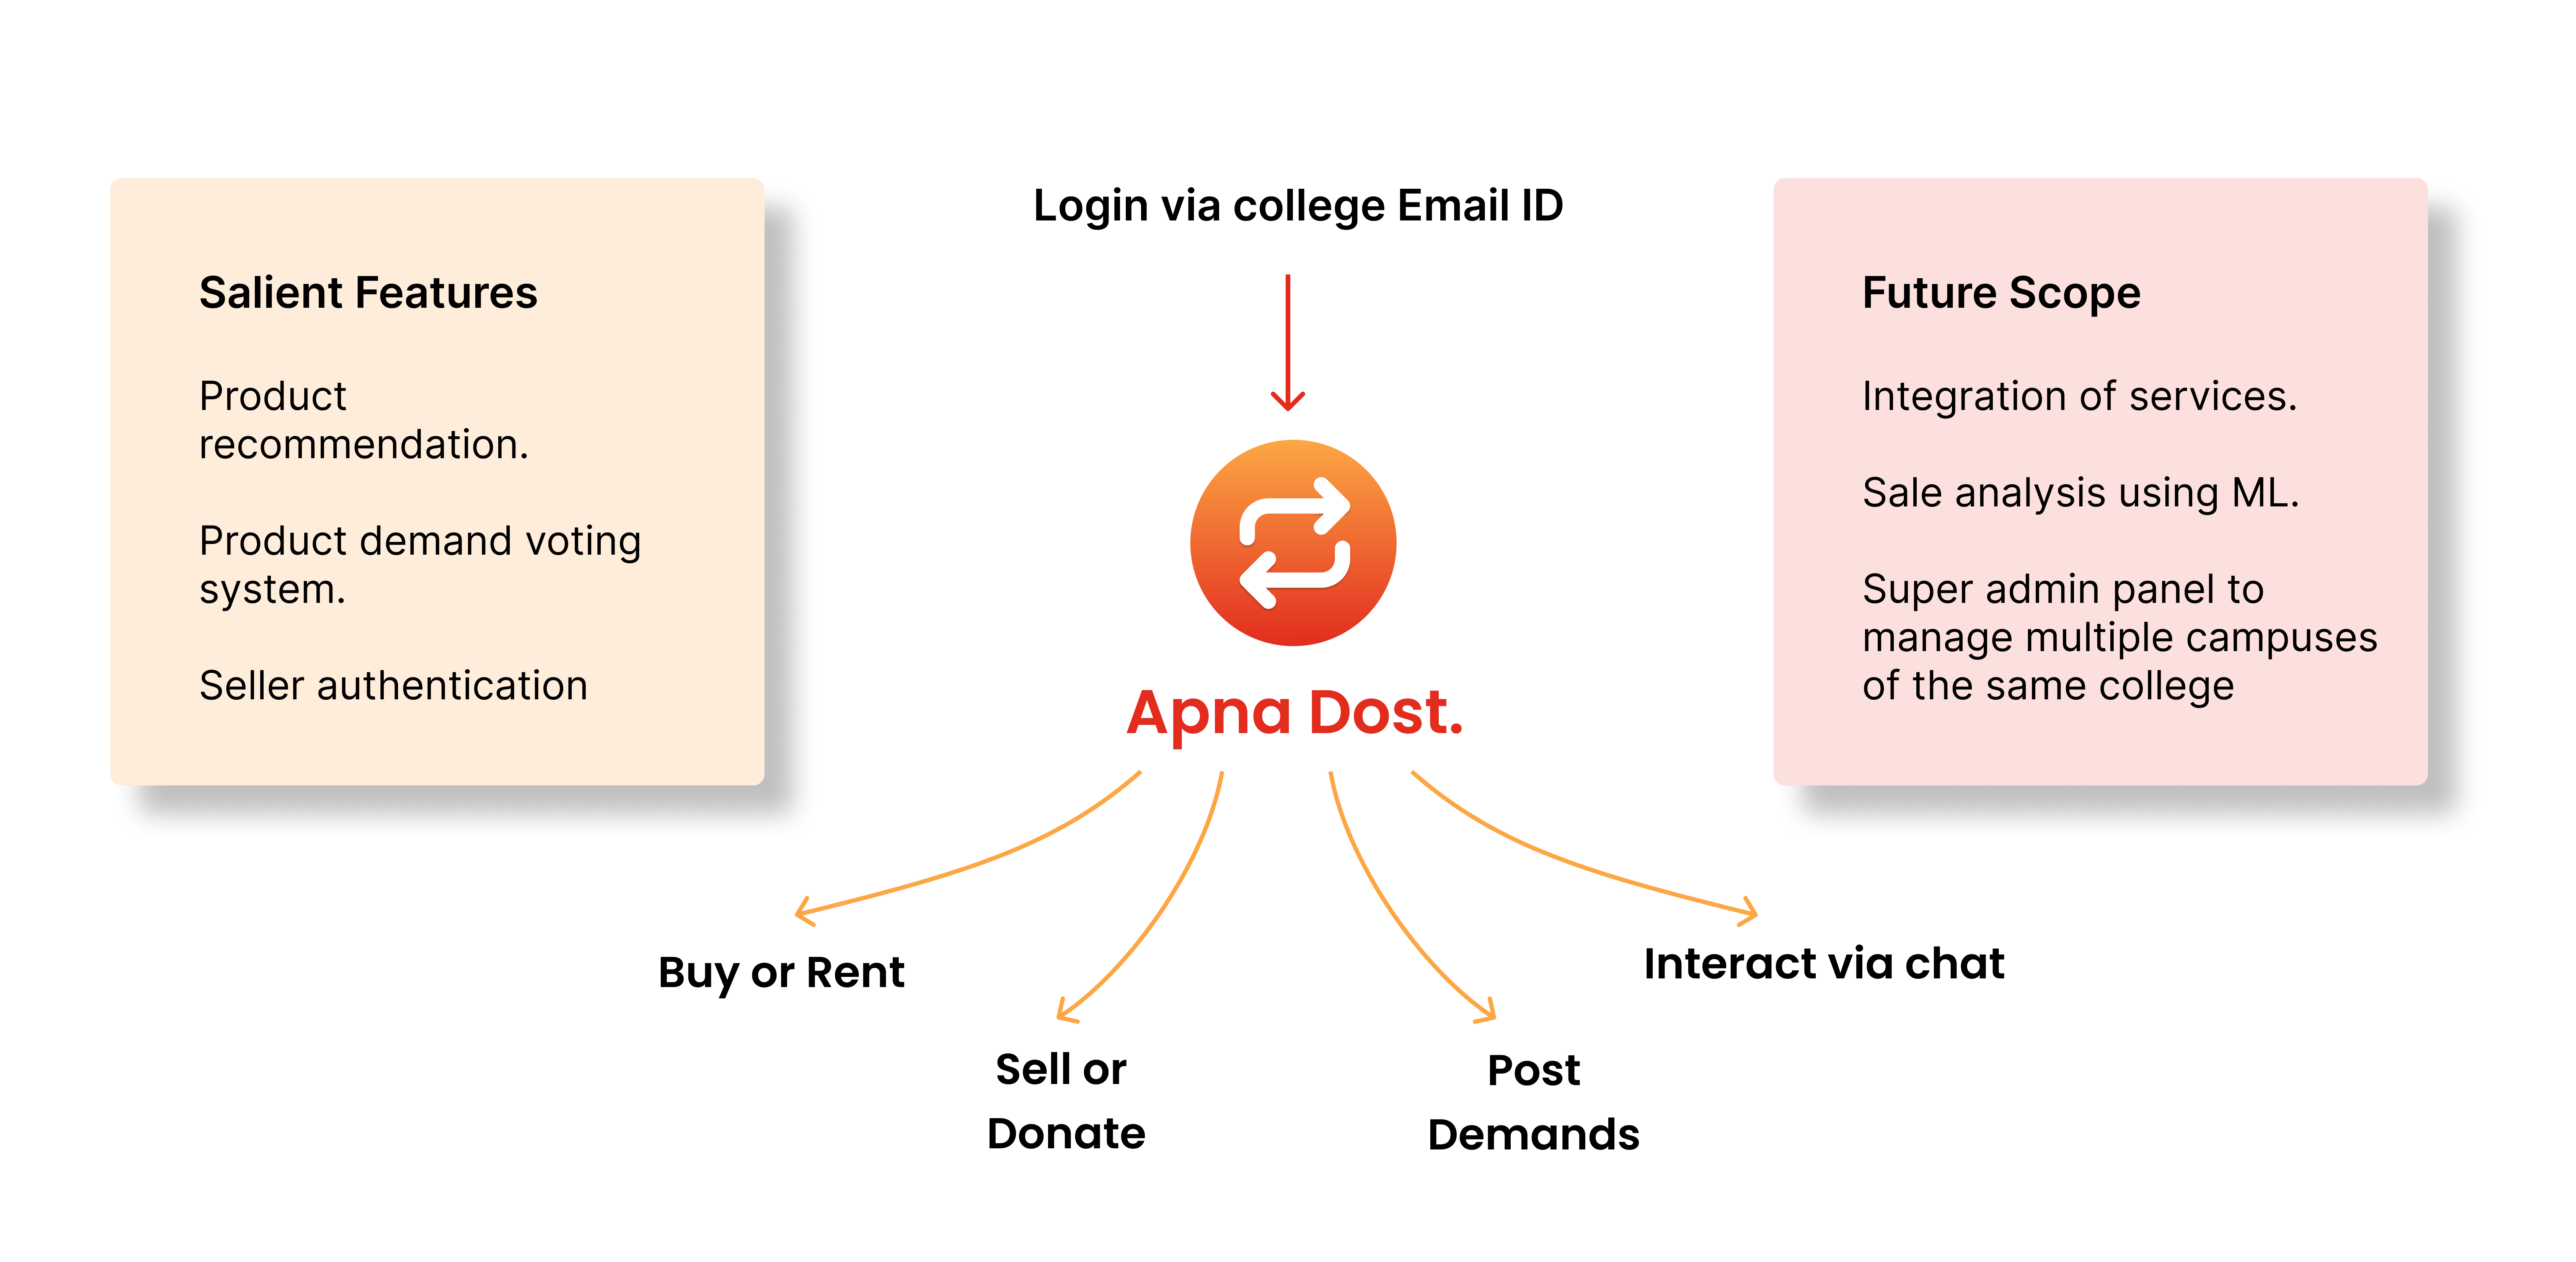 Salient Features
Product
recommendation.
Product demand voting
system.
Seller authentication
Login via college Email ID
Apna Dost.
Buy or Rent
Sell or
Donate
Post
Demands
Interact via chat
Future Scope
Integration of services.
Sale analysis using ML.
Super admin panel to
manage multiple campuses
of the same college